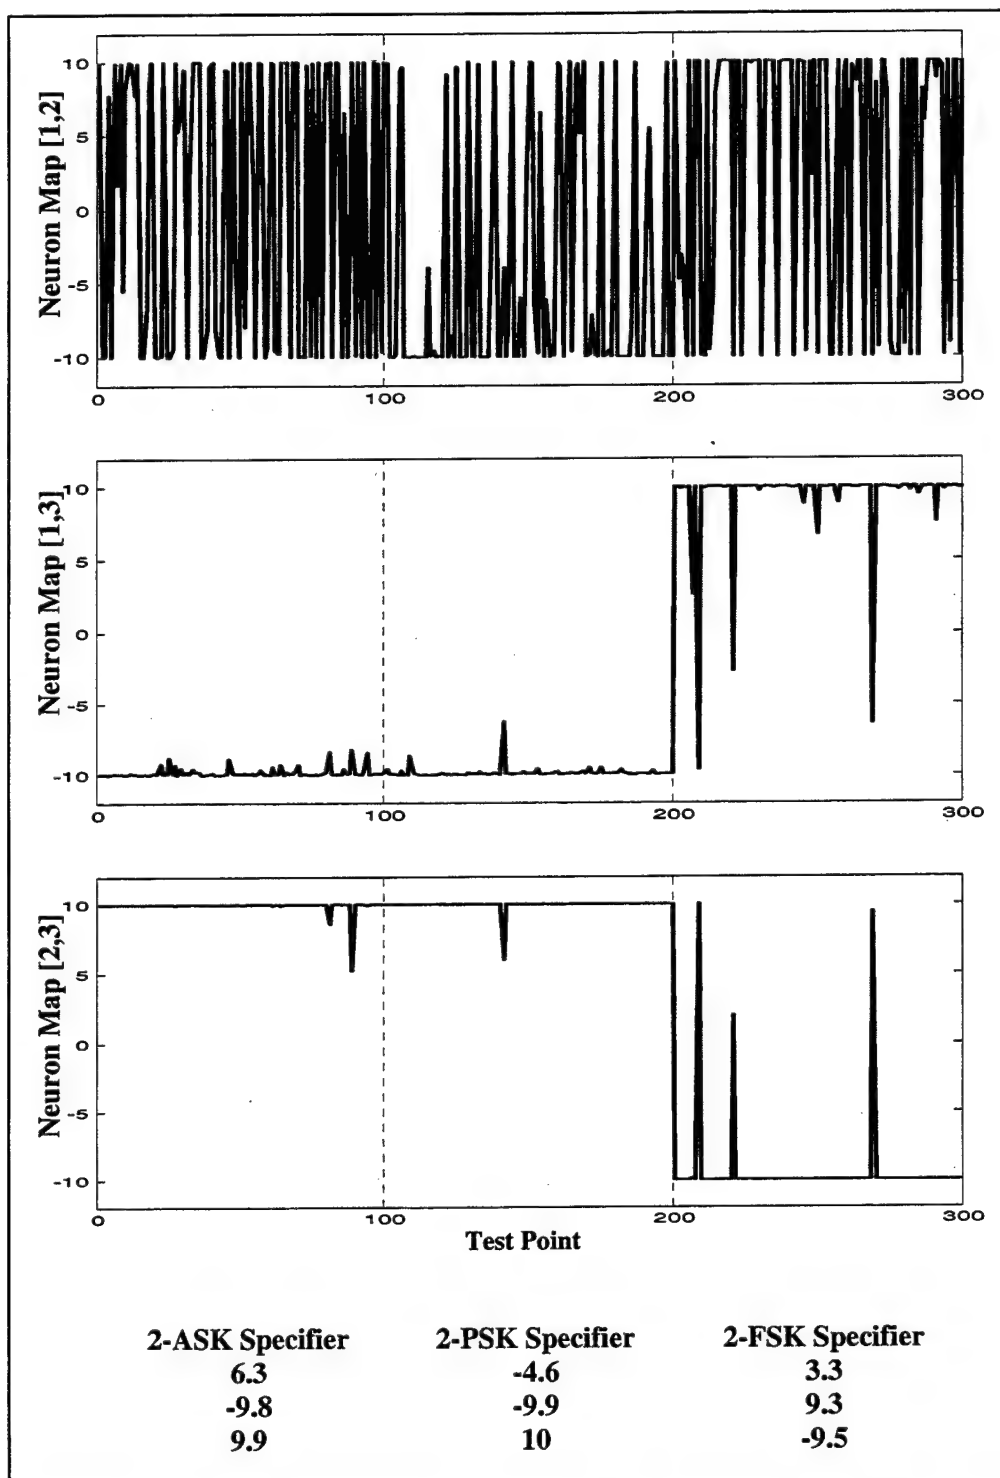 Neuron Map [1,2]
10
5
0
-5
-10
0 100 200 300
Neuron Map [1,3]
10
5
0
-5
-10
0 100 200 300
Neuron Map [2,3]
10
5
0
-5
-10
0 100 200 300
Test Point
2-ASK Specifier 2-PSK Specifier 2-FSK Specifier
6.3 -4.6 3.3
-9.8 -9.9 9.3
9.9 10 -9.5